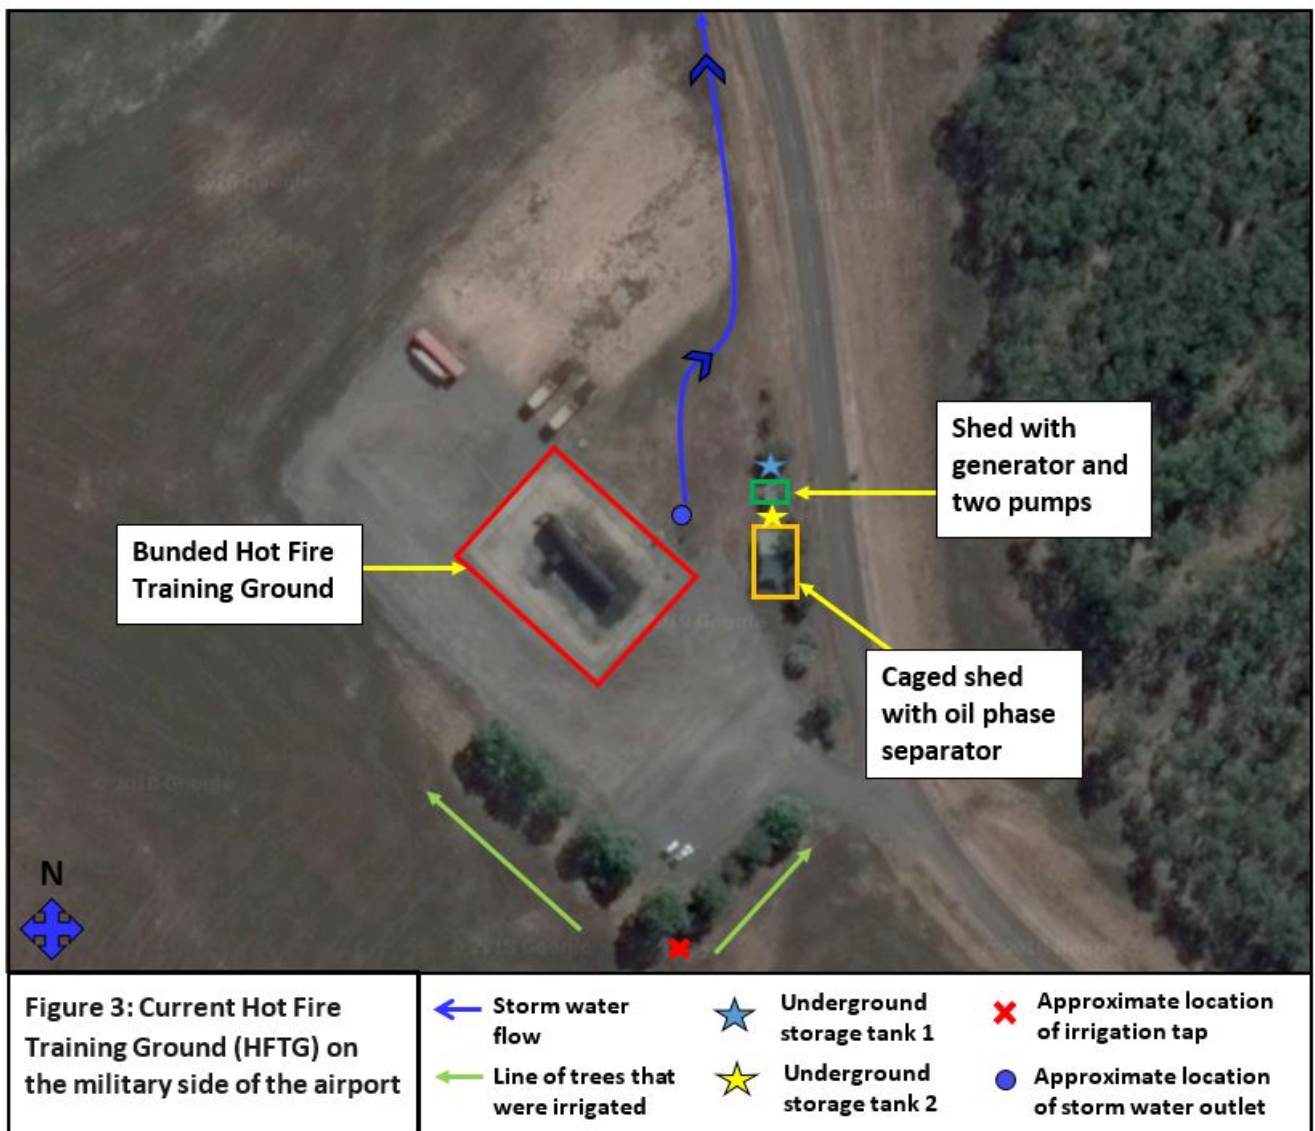 Shed with
generator and
two pumps
Bunded Hot Fire
Training Ground
Caged shed
with oil phase
separator
N
Figure 3: Current Hot Fire
Training Ground (HFTG) on
the military side of the airport
Storm water
flow
Line of trees that
were irrigated
Underground
storage tank 1
Underground
storage tank 2
Approximate location
of irrigation tap
Approximate location
of storm water outlet